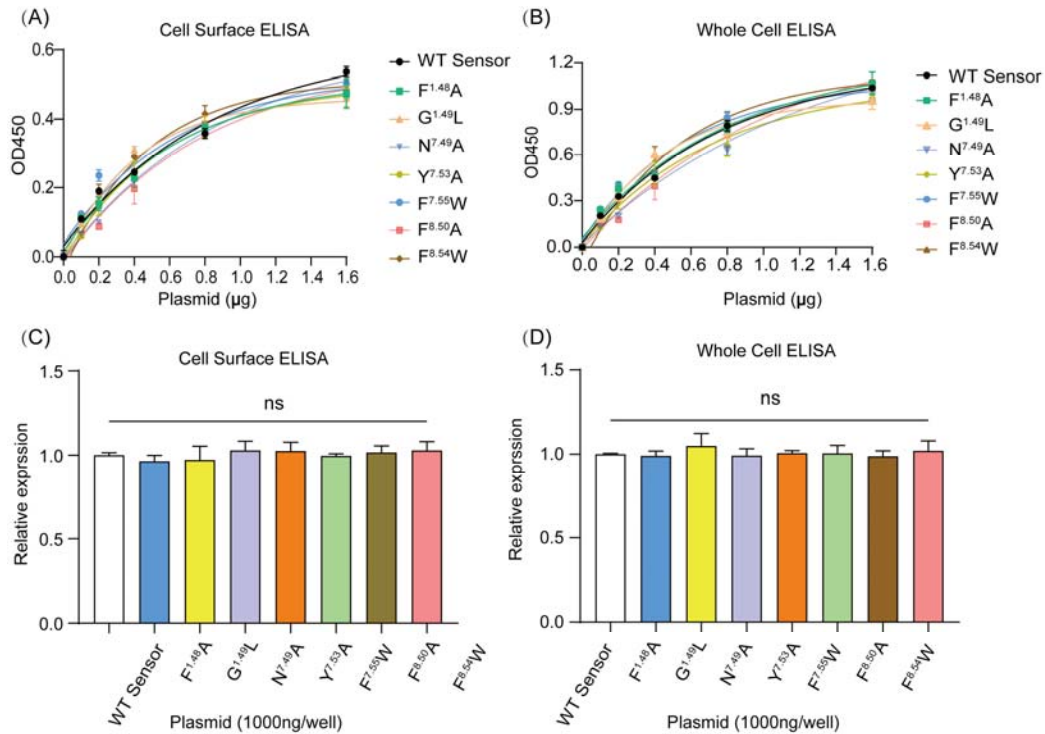 (A)
Cell Surface ELISA
0.6
0.4
0.2
0.0
OD450
0.0 0.2 0.4 0.6 0.8 1.0 1.2 1.4 1.6
Plasmid (µg)
WT Sensor
F1.48A
G1.49L
N7.49A
Y7.53A
F7.55W
F8.50A
F8.54W
(B)
Whole Cell ELISA
1.2
0.9
0.6
0.3
0.0
OD450
0.0 0.2 0.4 0.6 0.8 1.0 1.2 1.4 1.6
Plasmid (µg)
WT Sensor
F1.48A
G1.49L
N7.49A
Y7.53A
F7.55W
F8.50A
F8.54W
(C)
Cell Surface ELISA
ns
1.5
1.0
0.5
0.0
Relative exprssion
WT Sensor
F1.48A
G1.49L
N7.49A
Y7.53A
F7.55W
F8.50A
F8.54W
Plasmid (1000ng/well)
(D)
Whole Cell ELISA
ns
1.5
1.0
0.5
0.0
Relative exprssion
WT Sensor
F1.48A
G1.49L
N7.49A
Y7.53A
F7.55W
F8.50A
F8.54W
Plasmid (1000ng/well)